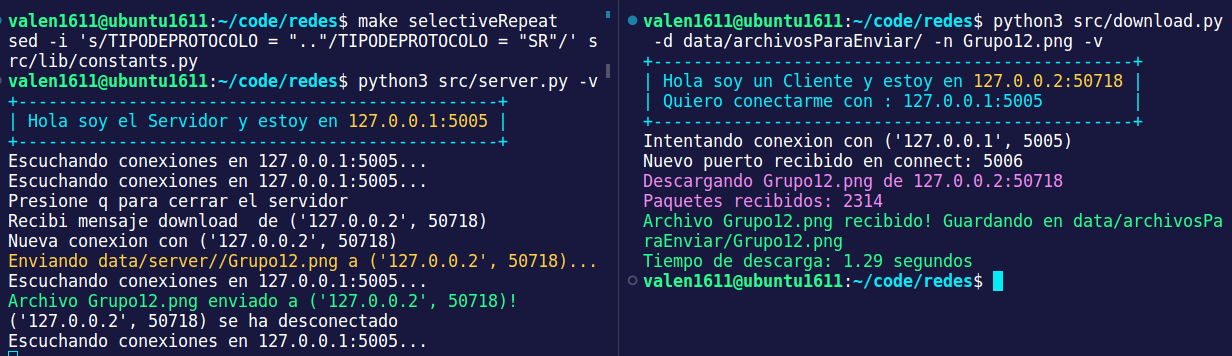 valen1611@ubuntu1611:~/code/redes$ make selectiveRepeat
sed -i 's/TIPODEPROTOCOLO = ".."/TIPODEPROTOCOLO = "SR"/' s
rc/lib/constants.py
valen1611@ubuntu1611:~/code/redes$ python3 src/server.py -v
+------------------------------------------------+
| Hola soy el Servidor y estoy en 127.0.0.1:5005 |
+------------------------------------------------+
Escuchando conexiones en 127.0.0.1:5005...
Escuchando conexiones en 127.0.0.1:5005...
Presione q para cerrar el servidor
Recibi mensaje download  de ('127.0.0.2', 50718)
Nueva conexion con ('127.0.0.2', 50718)
Enviando data/server//Grupo12.png a ('127.0.0.2', 50718)...
Escuchando conexiones en 127.0.0.1:5005...
Archivo Grupo12.png enviado a ('127.0.0.2', 50718)!
('127.0.0.2', 50718) se ha desconectado
Escuchando conexiones en 127.0.0.1:5005...
valen1611@ubuntu1611:~/code/redes$ python3 src/download.py
 -d data/archivosParaEnviar/ -n Grupo12.png -v
+------------------------------------------------+
| Hola soy un Cliente y estoy en 127.0.0.2:50718 |
| Quiero conectarme con : 127.0.0.1:5005         |
+------------------------------------------------+
Intentando conexion con ('127.0.0.1', 5005)
Nuevo puerto recibido en connect: 5006
Descargando Grupo12.png de 127.0.0.2:50718
Paquetes recibidos: 2314
Archivo Grupo12.png recibido! Guardando en data/archivosPa
raEnviar/Grupo12.png
Tiempo de descarga: 1.29 segundos
valen1611@ubuntu1611:~/code/redes$